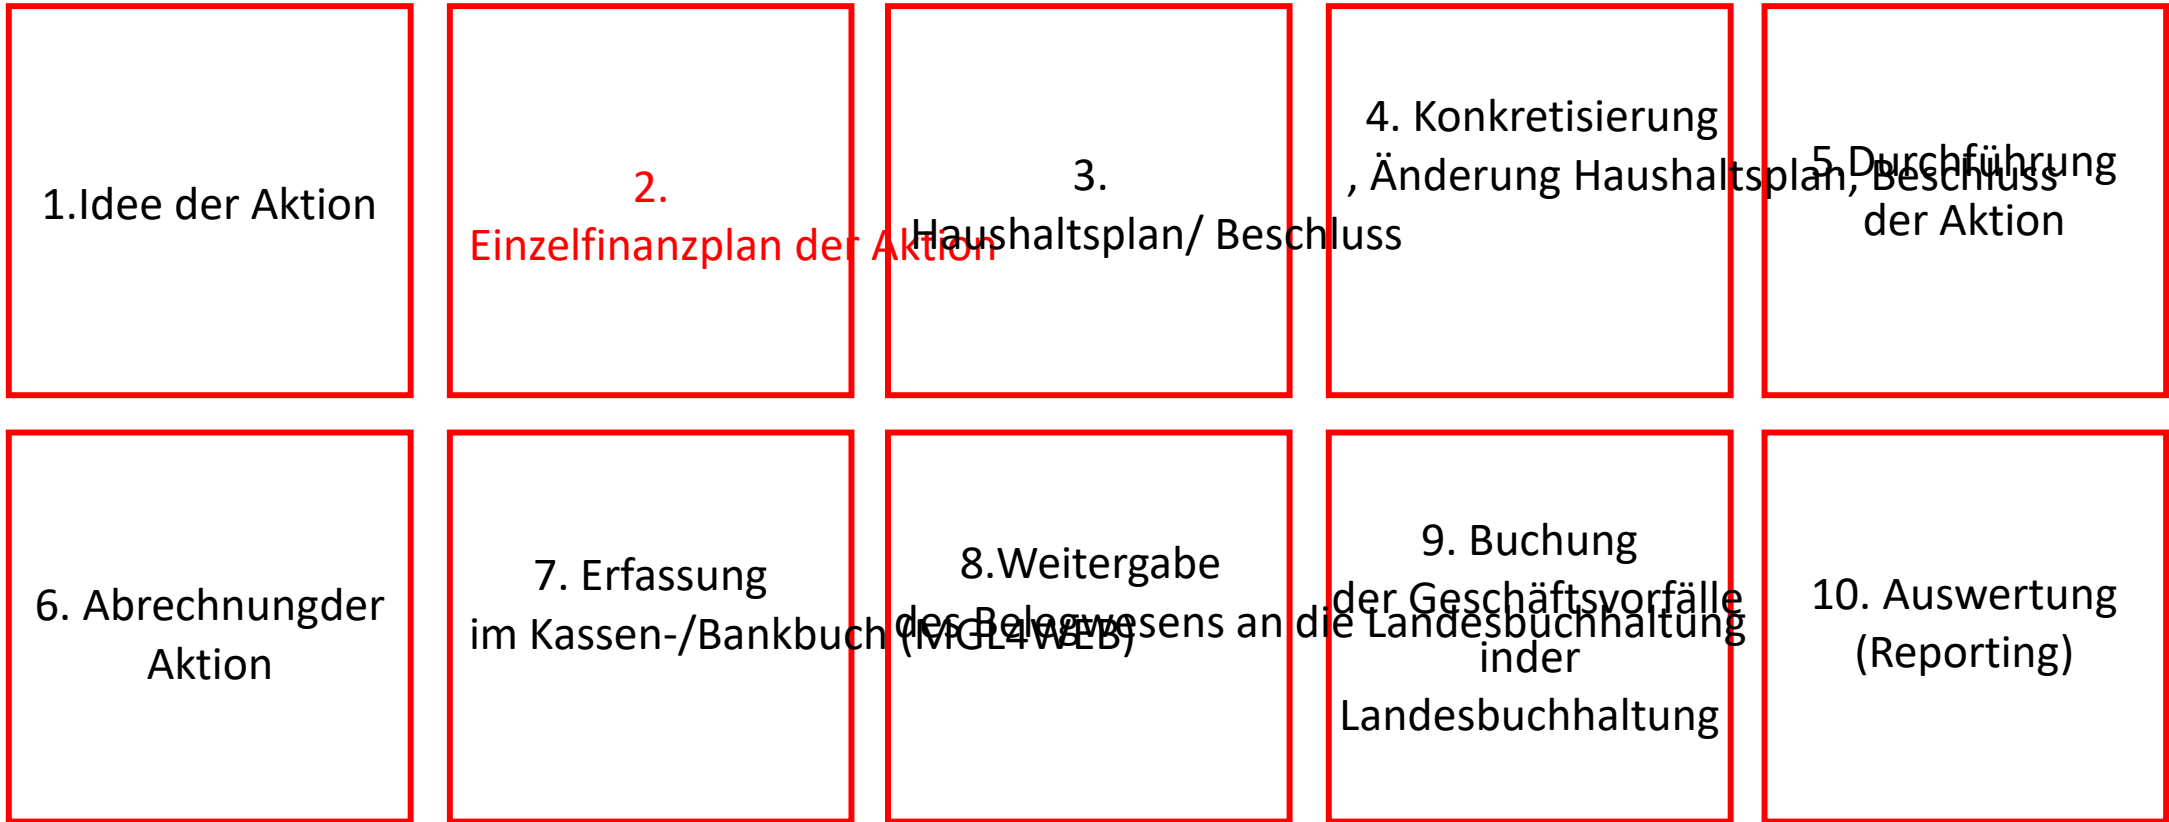 1.Idee der Aktion
2.
Einzelfinanzplan der Aktion
3.
Haushaltsplan/ Beschluss
4. Konkretisierung
, Änderung Haushaltsplan, Beschluss
5.Durchführung
der Aktion
6. Abrechnungder
Aktion
7. Erfassung
im Kassen-/Bankbuch (MGL4WEB)
8.Weitergabe
des Belegwesens an die Landesbuchhaltung
9. Buchung
der Geschäftsvorfälle
inder
Landesbuchhaltung
10. Auswertung
(Reporting)